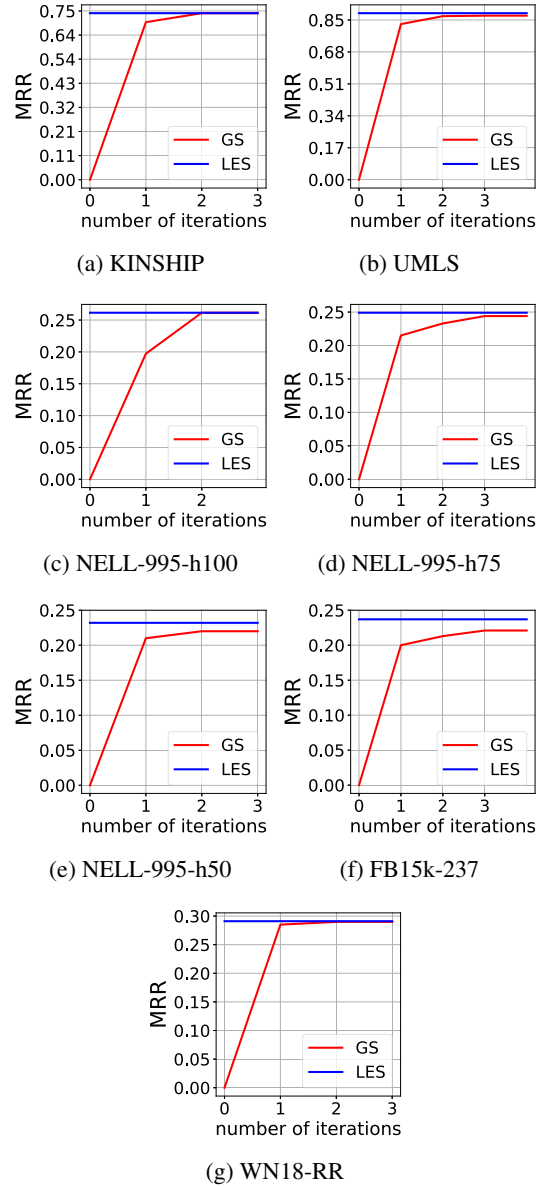 MRR
0.75
0.64
0.53
0.43
0.32
0.21
0.11
0.00
GS
LES
0 1 2 3
number of iterations
(a) KINSHIP
MRR
0.85
0.68
0.51
0.34
0.17
0.00
GS
LES
0 1 2 3
number of iterations
(b) UMLS
MRR
0.25
0.20
0.15
0.10
0.05
0.00
GS
LES
0 1 2
number of iterations
(c) NELL-995-h100
MRR
0.25
0.20
0.15
0.10
0.05
0.00
GS
LES
0 1 2 3
number of iterations
(d) NELL-995-h75
MRR
0.25
0.20
0.15
0.10
0.05
0.00
GS
LES
0 1 2 3
number of iterations
(e) NELL-995-h50
MRR
0.25
0.20
0.15
0.10
0.05
0.00
GS
LES
0 1 2 3
number of iterations
(f) FB15k-237
MRR
0.30
0.25
0.20
0.15
0.10
0.05
0.00
GS
LES
0 1 2 3
number of iterations
(g) WN18-RR